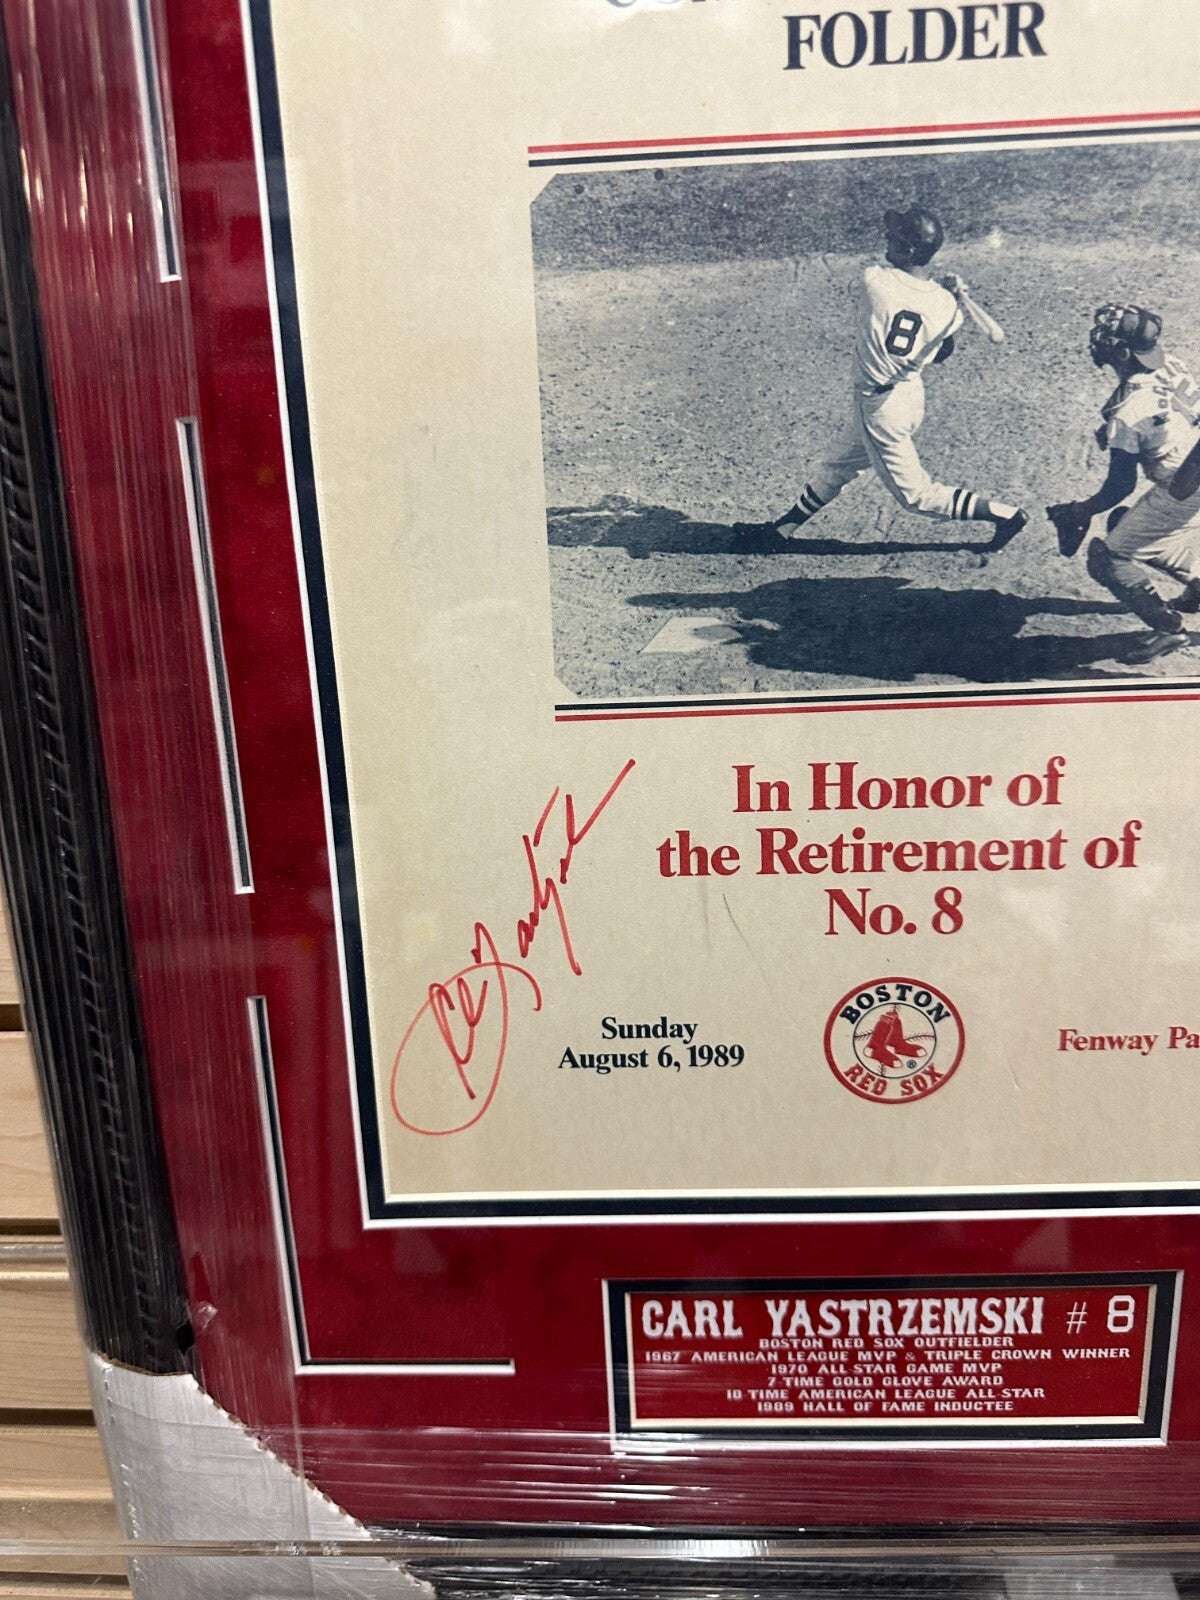 FOLDER
8
In Honor of
the Retirement of
No. 8
Sunday
August 6, 1989
BOSTON
RED SOX
®
Fenway Pa
CARL YASTRZEMSKI # 8
BOSTON RED SOX OUTFIELDER
1967 AMERICAN LEAGUE MVP & TRIPLE CROWN WINNER
1970 ALL-STAR GAME MVP
7-TIME GOLD GLOVE AWARD
18-TIME AMERICAN LEAGUE ALL-STAR
1989 HALL OF FAME INDUCTEE